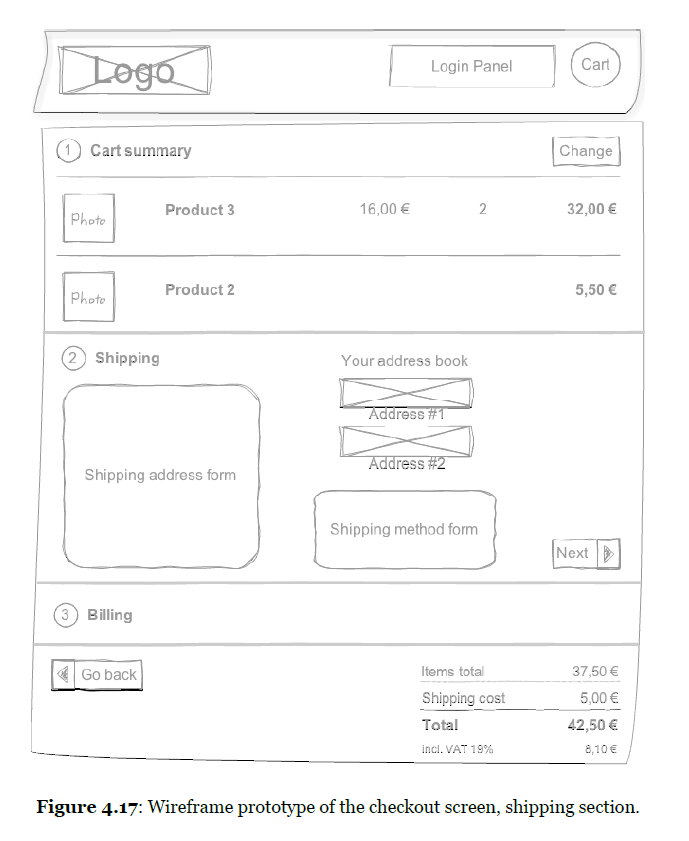 Logo
Login Panel
Cart
1 Cart summary
Change
Photo
Product 3 16,00 € 2 32,00 €
Photo
Product 2 5,50 €
2 Shipping
Your address book
Address #1
Address #2
Shipping address form
Shipping method form
Next
3 Billing
Go back
Items total 37,50 €
Shipping cost 5,00 €
Total 42,50 €
incl. VAT 19% 8,10 €
Figure 4.17: Wireframe prototype of the checkout screen, shipping section.